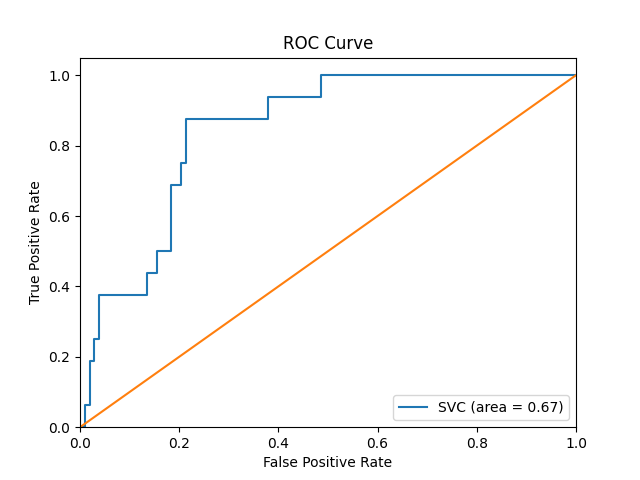 ROC Curve
1.0
0.8
0.6
0.4
0.2
0.0
True Positive Rate
SVC (area = 0.67)
0.0 0.2 0.4 0.6 0.8 1.0
False Positive Rate